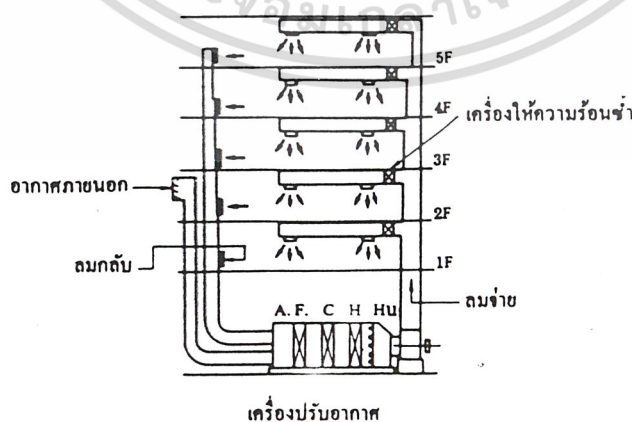 5F
4F
เครื่องให้ความร้อนซ้ำ
3F
อากาศภายนอก
2F
ลมกลับ
1F
ลมจ่าย
A. F. C H Hu
เครื่องปรับอากาศ